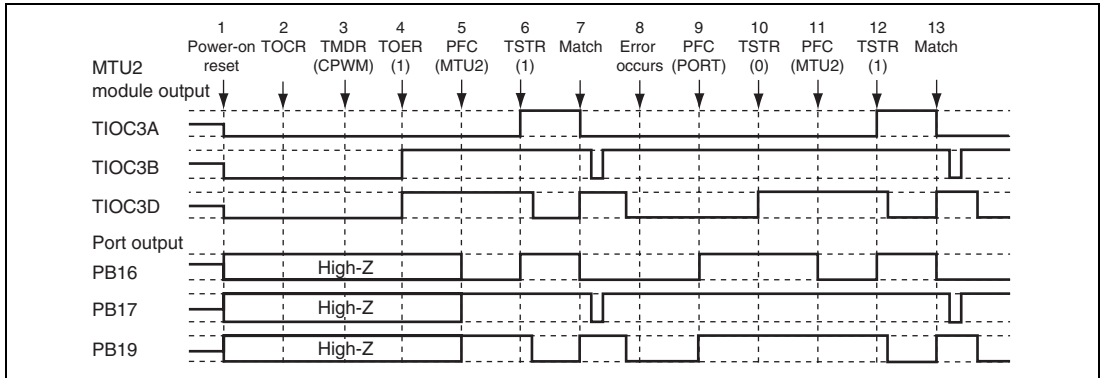 1 2 3 4 5 6 7 8 9 10 11 12 13
Power-on TOCR TMDR TOER PFC TSTR Match Error PFC TSTR PFC TSTR Match
reset (CPWM) (1) (MTU2) (1) occurs (PORT) (0) (MTU2) (1)
MTU2
module output
TIOC3A
TIOC3B
TIOC3D
Port output
PB16 High-Z
PB17 High-Z
PB19 High-Z